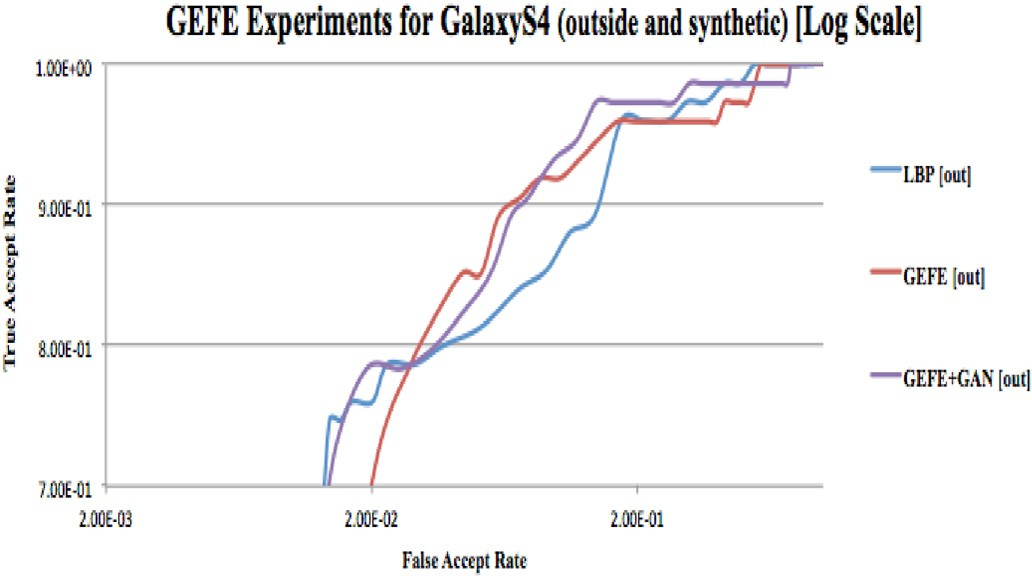 GEFE Experiments for GalaxyS4 (outside and synthetic) [Log Scale]
1.00E+00
9.00E-01
8.00E-01
7.00E-01
True Accept Rate
2.00E-03
2.00E-02
2.00E-01
False Accept Rate
LBP [out]
GEFE [out]
GEFE+GAN [out]